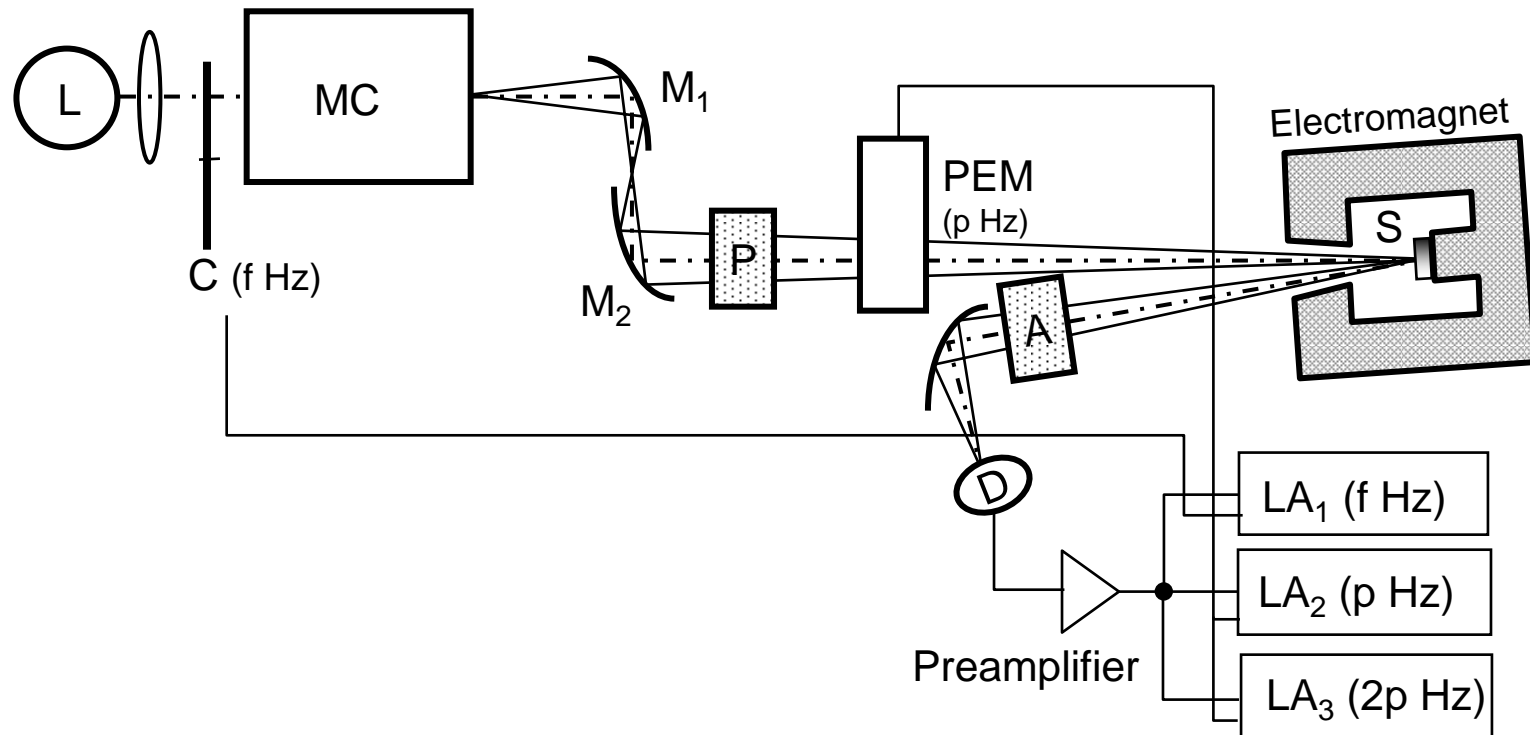 L
MC
M₁
C (f Hz)
M₂
P
PEM
(p Hz)
Electromagnet
S
A
D
Preamplifier
LA₁ (f Hz)
LA₂ (p Hz)
LA₃ (2p Hz)